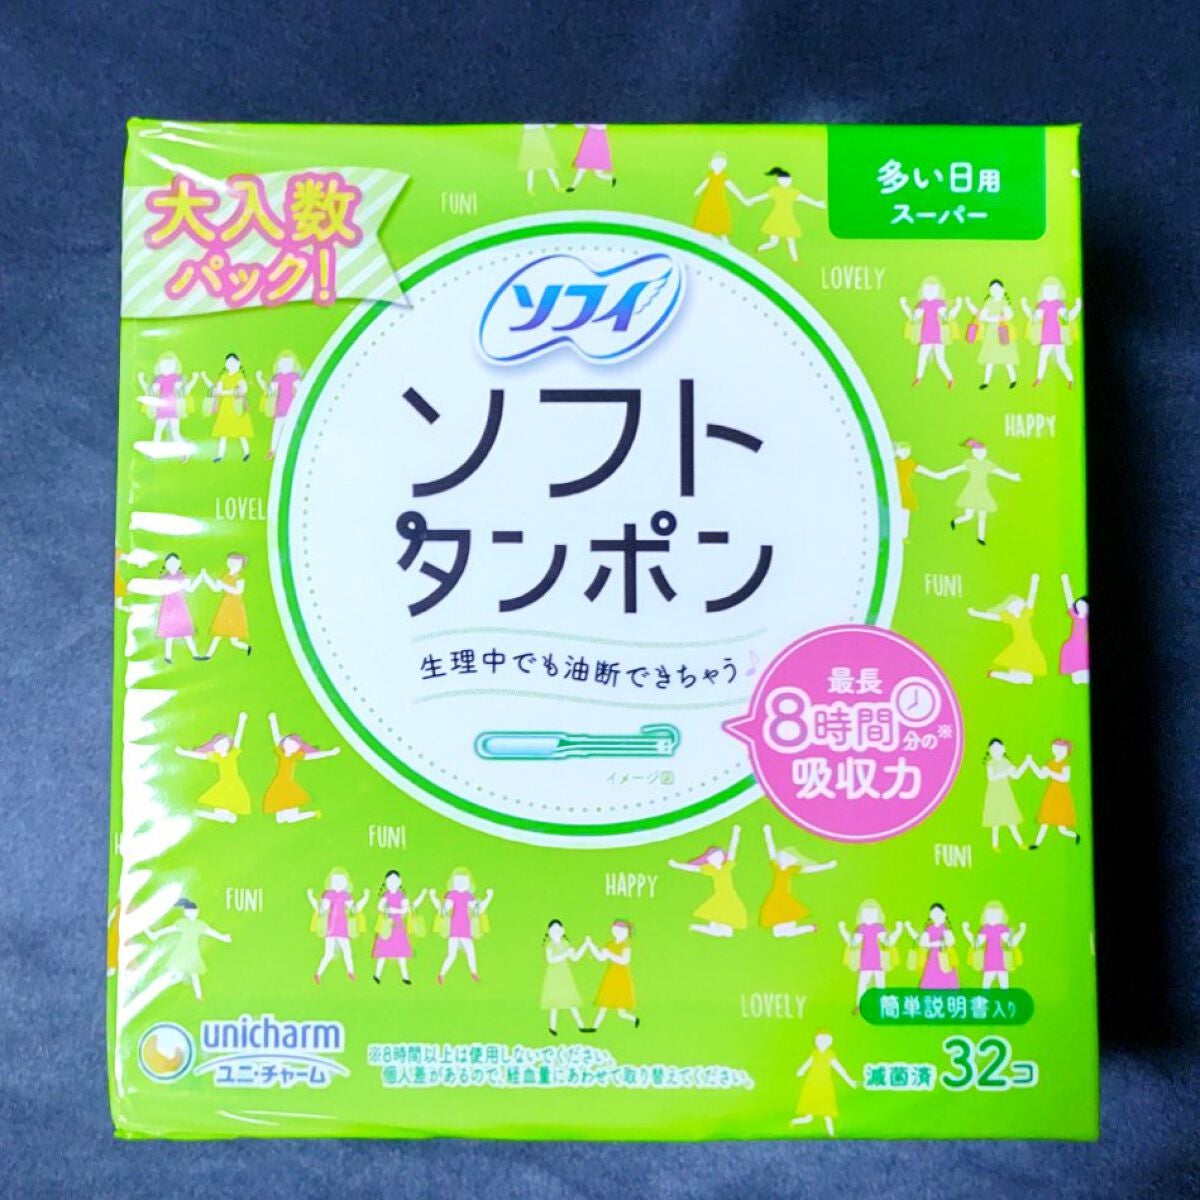 大入数
パック!
多い日用
スーパー
FUN!
LOVELY
ソフィ
HAPPY
ソフト
タンポン
LOVEL
FUN!
生理中でも油断できちゃう♪
最長
8時間分の※
吸収力
イメージ図
FUN!
FUN!
HAPPY
FUN!
LOVELY
簡単説明書入り
unicharm
ユニ・チャーム
※8時間以上は使用しないでください。
個人差があるので、経血量にあわせて取り替えてください。
滅菌済 32コ